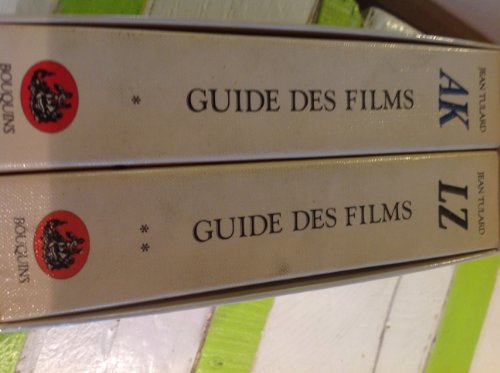 JEAN TULARD
AK
GUIDE DES FILMS
*
BOUQUINS
JEAN TULARD
LZ
GUIDE DES FILMS
**
BOUQUINS